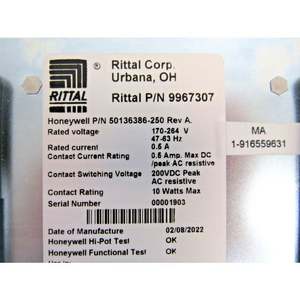 RITTAL
Rittal Corp.
Urbana, OH
Rittal P/N 9967307
Honeywell P/N 50136386-250 Rev A.
Rated voltage 170-264 V
47-63 Hz
Rated current 0.5 A
Contact Current Rating 0.5 Amp. Max DC
/peak AC resistive
Contact Switching Voltage 200VDC Peak,
AC resistive
Contact Rating 10 Watts Max
Serial Number 00001903
Date of Manufacture 02/08/2022
Honeywell Hi-Pot Test OK
Honeywell Functional Test OK
MA
1-916559631